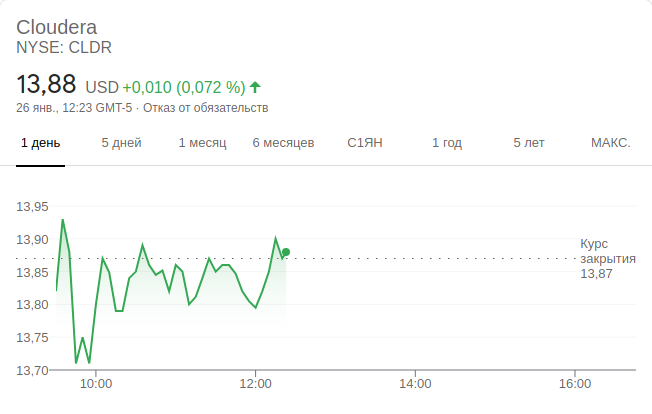 Cloudera
NYSE: CLDR
13,88 USD +0,010 (0,072 %)
26 янв., 12:23 GMT-5 · Отказ от обязательств
1 день 5 дней 1 месяц 6 месяцев С1ЯН 1 год 5 лет МАКС.
13,95
13,90
Курс
закрытия
13,87
13,85
13,80
13,75
13,70
10:00 12:00 14:00 16:00